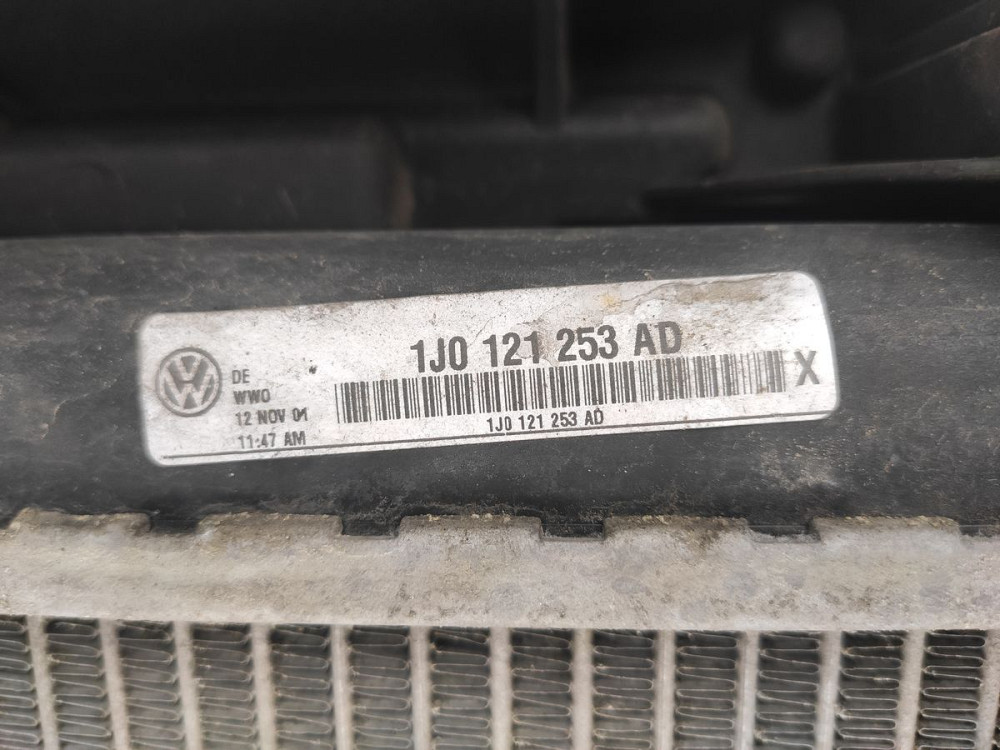 1J0 121 253 AD
DE
WWO
12 NOV 01
11:47 AM
X
1J0 121 253 AD